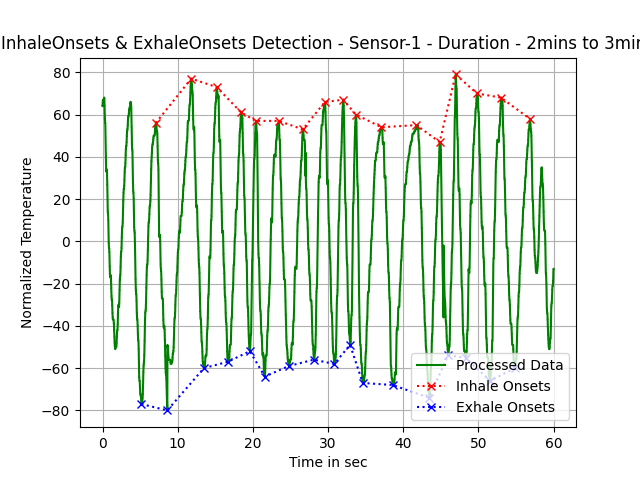 InhaleOnsets & ExhaleOnsets Detection - Sensor-1 - Duration - 2mins to 3min
80
60
40
20
0
−20
−40
−60
−80
Normalized Temperature
0 10 20 30 40 50 60
Time in sec
Processed Data
Inhale Onsets
Exhale Onsets